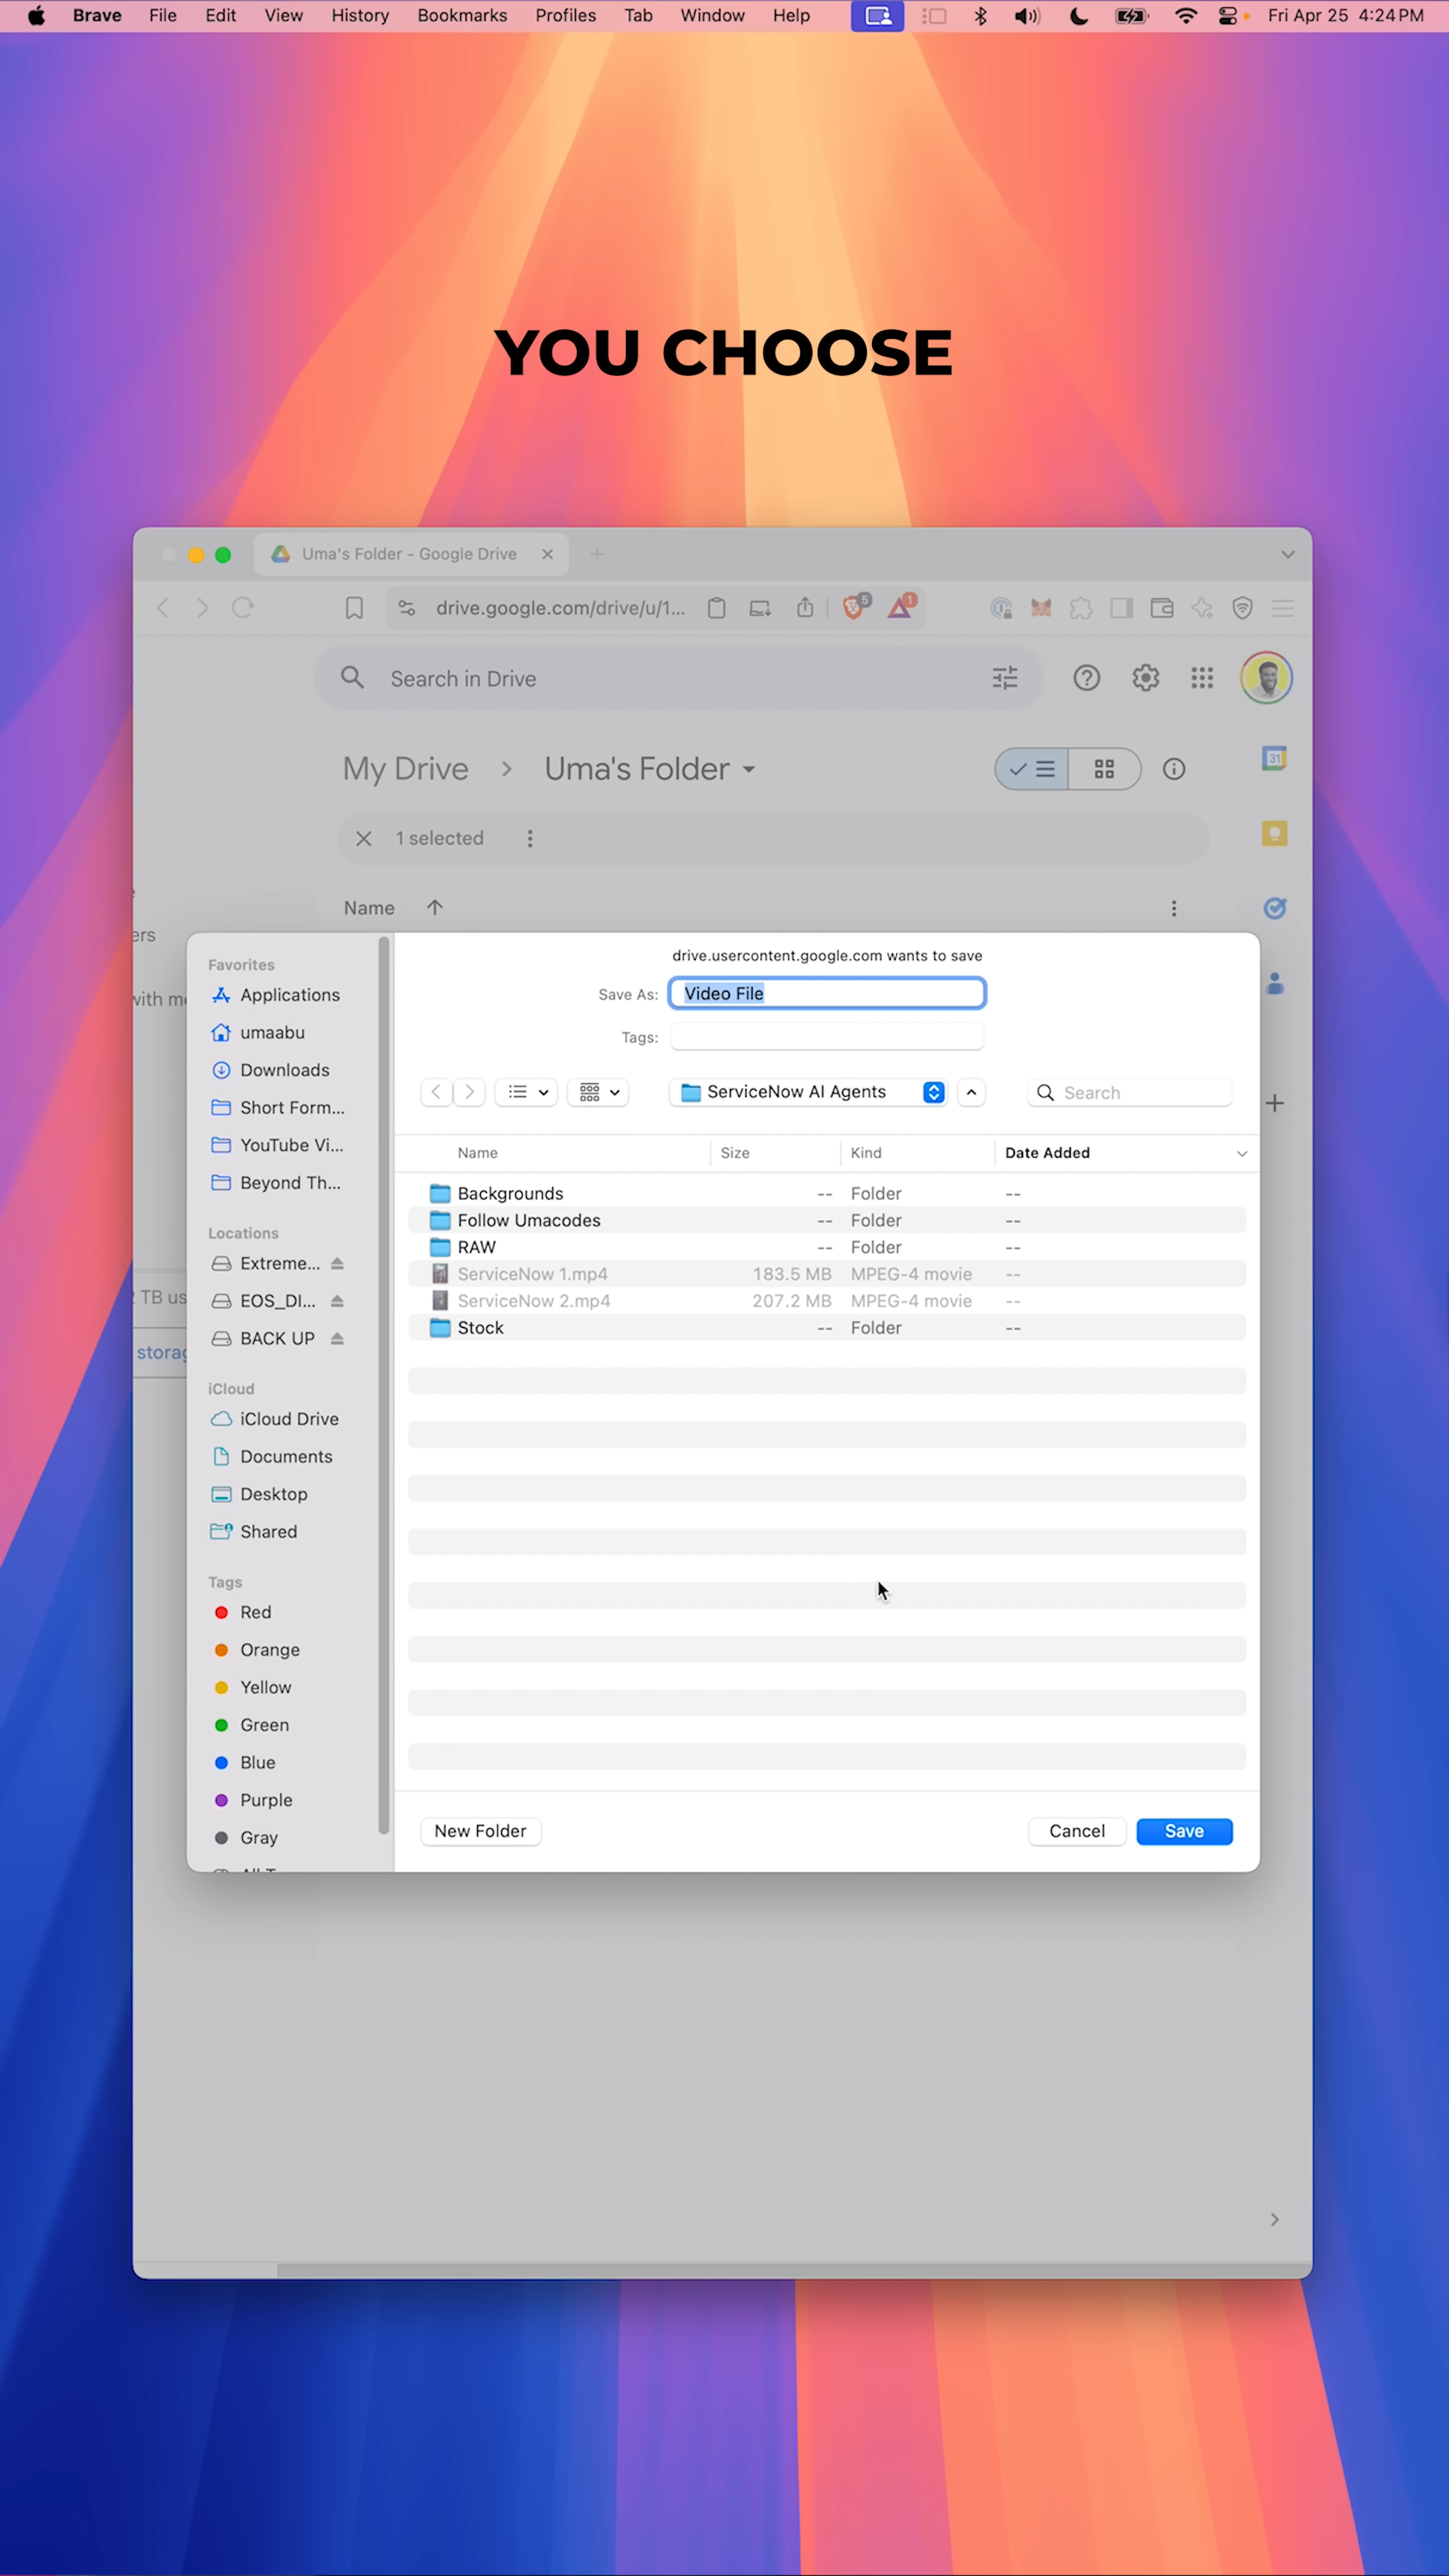 Brave File Edit View History Bookmarks Profiles Tab Window Help Fri Apr 25 4:24 PM
YOU CHOOSE
Uma's Folder - Google Drive
drive.google.com/drive/u/1... 5 1
Search in Drive
My Drive > Uma's Folder
31
1 selected
Name
ers
with me
2 TB us
storag
drive.usercontent.google.com wants to save
Save As: Video File
Tags:
ServiceNow AI Agents Search
Name Size Kind Date Added
Backgrounds -- Folder --
Follow Umacodes -- Folder --
RAW -- Folder --
ServiceNow 1.mp4 183.5 MB MPEG-4 movie --
ServiceNow 2.mp4 207.2 MB MPEG-4 movie --
Stock -- Folder --
Favorites
Applications
umaabu
Downloads
Short Form...
YouTube Vi...
Beyond Th...
Locations
Extreme...
EOS_DI...
BACK UP
iCloud
iCloud Drive
Documents
Desktop
Shared
Tags
Red
Orange
Yellow
Green
Blue
Purple
Gray
New Folder Cancel Save